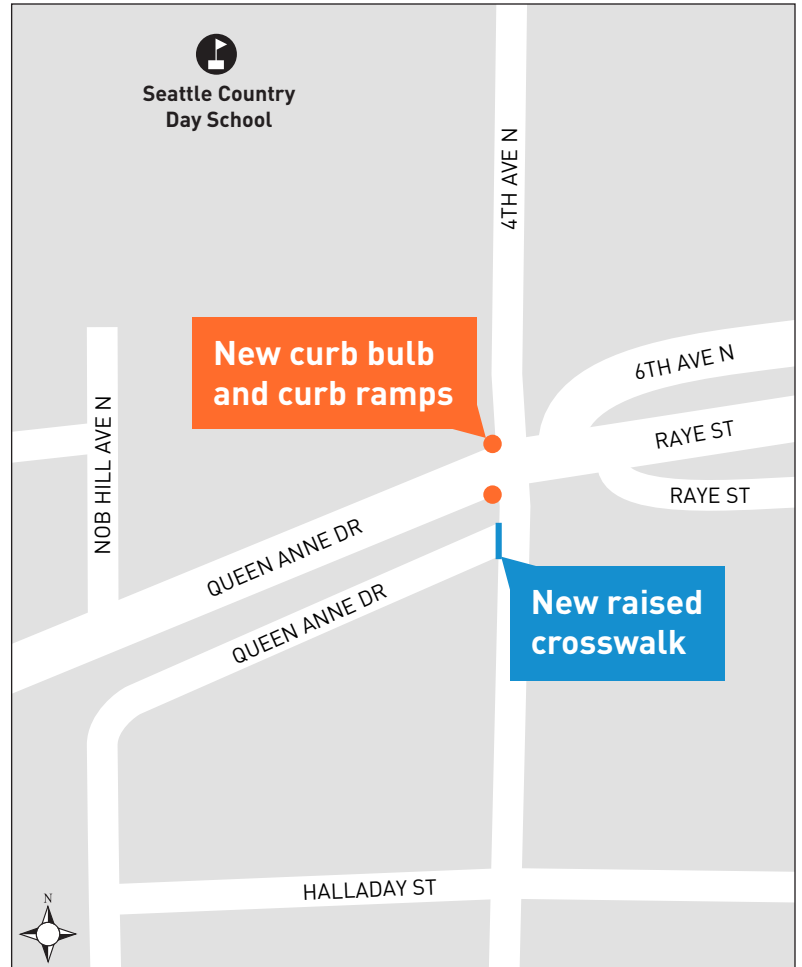 Seattle Country
Day School
4TH AVE N
New curb bulb
and curb ramps
6TH AVE N
RAYE ST
NOB HILL AVE N
RAYE ST
QUEEN ANNE DR
QUEEN ANNE DR
New raised
crosswalk
HALLADAY ST
N